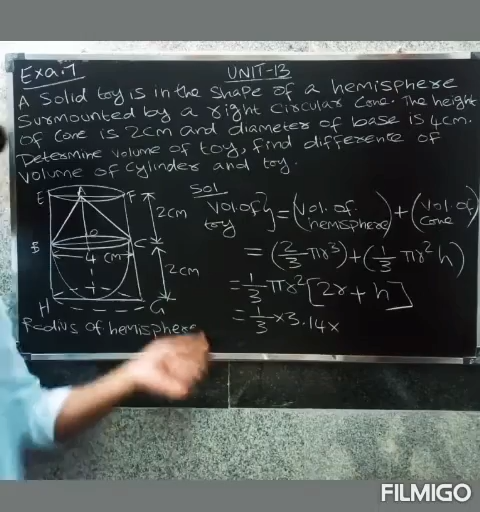 Exa.7 UNIT-13
A Solid toy is in the shape of a hemisphere
surmounted by a right circular cone. The height
of cone is 2cm and diameter of base is 4cm.
Determine volume of toy, find difference of
volume of cylinder and toy.
Sol
E A F
2cm
B O C
4 cm
2cm
H G
Radius of hemisphere
Vol. of toy } = (Vol. of hemisphere) + (Vol. of Cone)
= (2/3 πr³) + (1/3 πr² h)
= 1/3 πr² [2r + h]
= 1/3 × 3.14 ×
FILMIGO